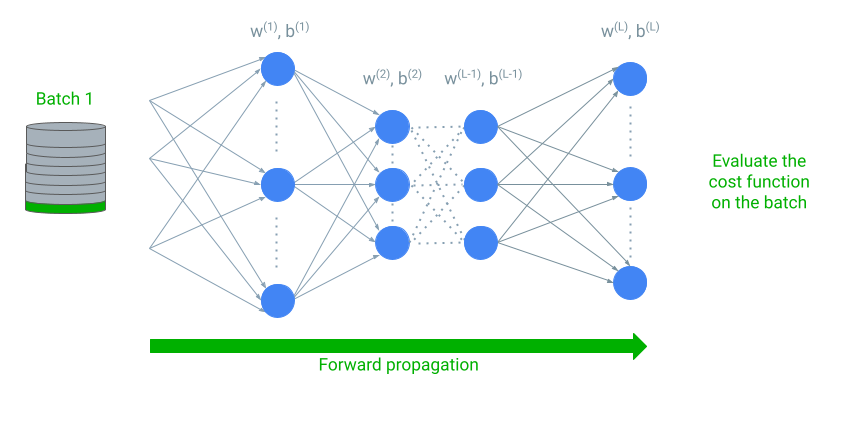 w(1), b(1)
w(L), b(L)
w(2), b(2)
w(L-1), b(L-1)
Batch 1
Evaluate the
cost function
on the batch
Forward propagation